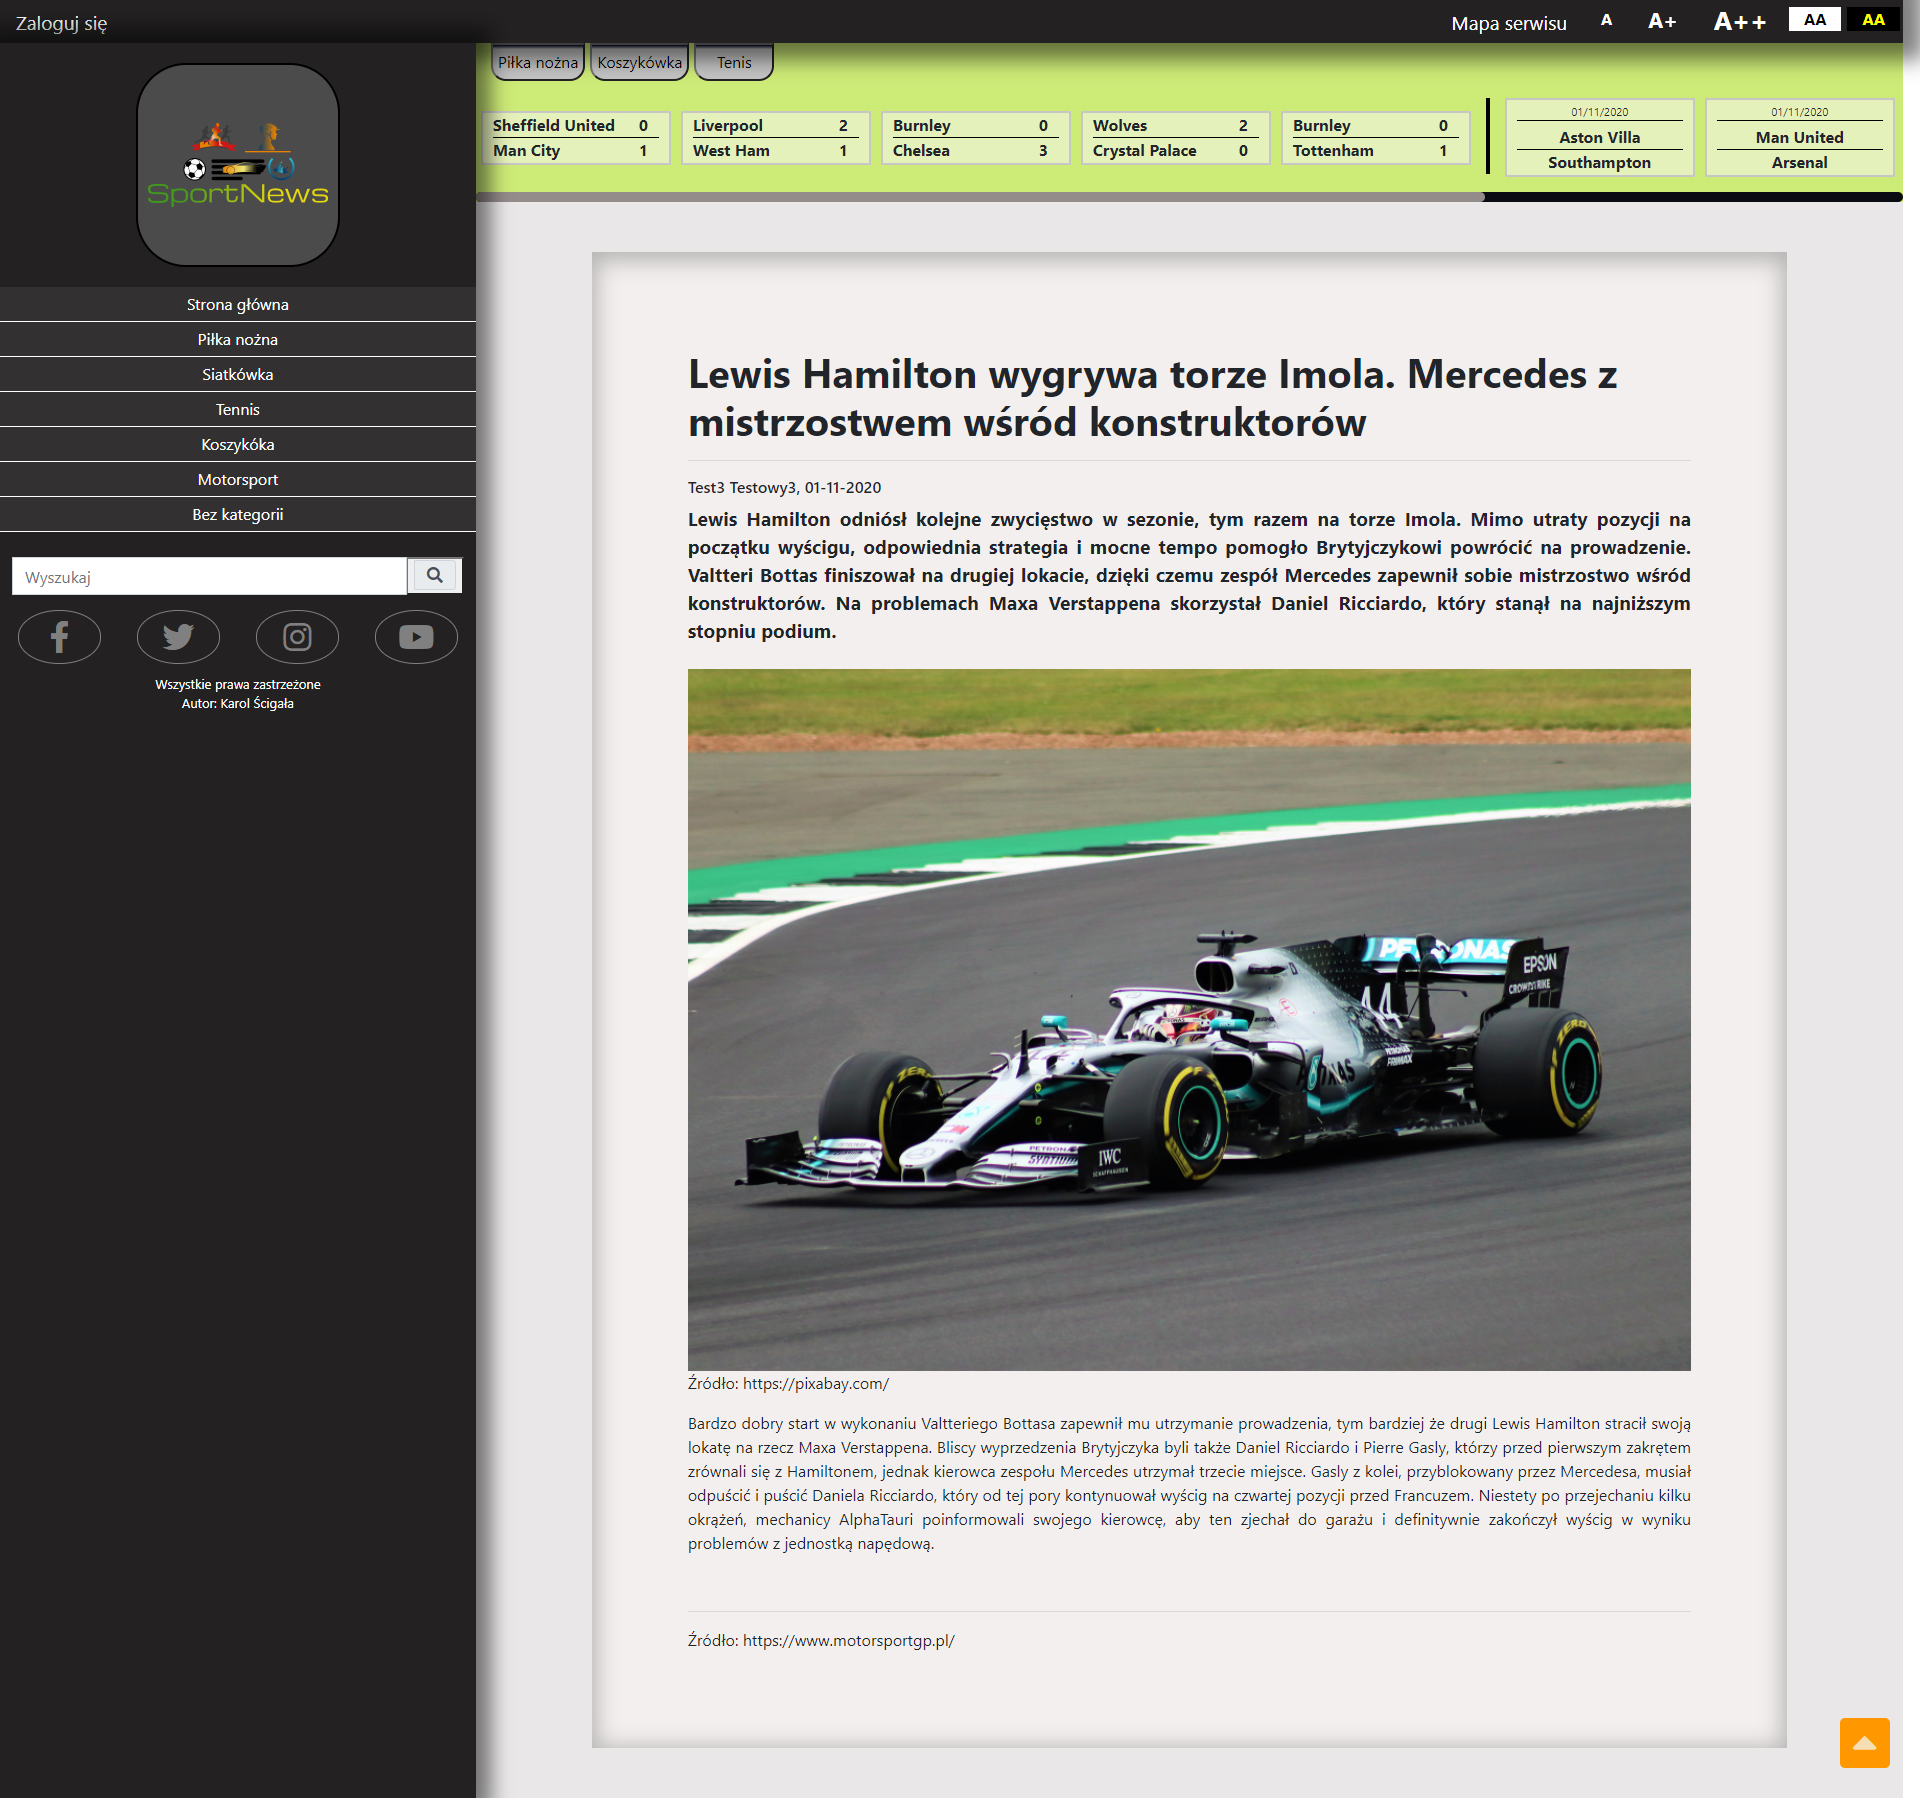 Zaloguj się
Mapa serwisu A A+ A++ AA AA
SportNews
Strona główna
Piłka nożna
Siatkówka
Tennis
Koszykóka
Motorsport
Bez kategorii
Wyszukaj
Wszystkie prawa zastrzeżone
Autor: Karol Ścigała
Piłka nożna Koszykówka Tenis
Sheffield United 0
Man City 1
Liverpool 2
West Ham 1
Burnley 0
Chelsea 3
Wolves 2
Crystal Palace 0
Burnley 0
Tottenham 1
01/11/2020
Aston Villa
Southampton
01/11/2020
Man United
Arsenal
Lewis Hamilton wygrywa torze Imola. Mercedes z
mistrzostwem wśród konstruktorów
Test3 Testowy3, 01-11-2020
Lewis Hamilton odniósł kolejne zwycięstwo w sezonie, tym razem na torze Imola. Mimo utraty pozycji na
początku wyścigu, odpowiednia strategia i mocne tempo pomogło Brytyjczykowi powrócić na prowadzenie.
Valtteri Bottas finiszował na drugiej lokacie, dzięki czemu zespół Mercedes zapewnił sobie mistrzostwo wśród
konstruktorów. Na problemach Maxa Verstappena skorzystał Daniel Ricciardo, który stanął na najniższym
stopniu podium.
EPSON
CROWDSTRIKE
44
ZERO
IWC
SCHAFFHAUSEN
Źródło: https://pixabay.com/
Bardzo dobry start w wykonaniu Valtteriego Bottasa zapewnił mu utrzymanie prowadzenia, tym bardziej że drugi Lewis Hamilton stracił swoją
lokatę na rzecz Maxa Verstappena. Bliscy wyprzedzenia Brytyjczyka byli także Daniel Ricciardo i Pierre Gasly, którzy przed pierwszym zakrętem
zrównali się z Hamiltonem, jednak kierowca zespołu Mercedes utrzymał trzecie miejsce. Gasly z kolei, przyblokowany przez Mercedesa, musiał
odpuścić i puścić Daniela Ricciardo, który od tej pory kontynuował wyścig na czwartej pozycji przed Francuzem. Niestety po przejechaniu kilku
okrążeń, mechanicy AlphaTauri poinformowali swojego kierowcę, aby ten zjechał do garażu i definitywnie zakończył wyścig w wyniku
problemów z jednostką napędową.
Źródło: https://www.motorsportgp.pl/